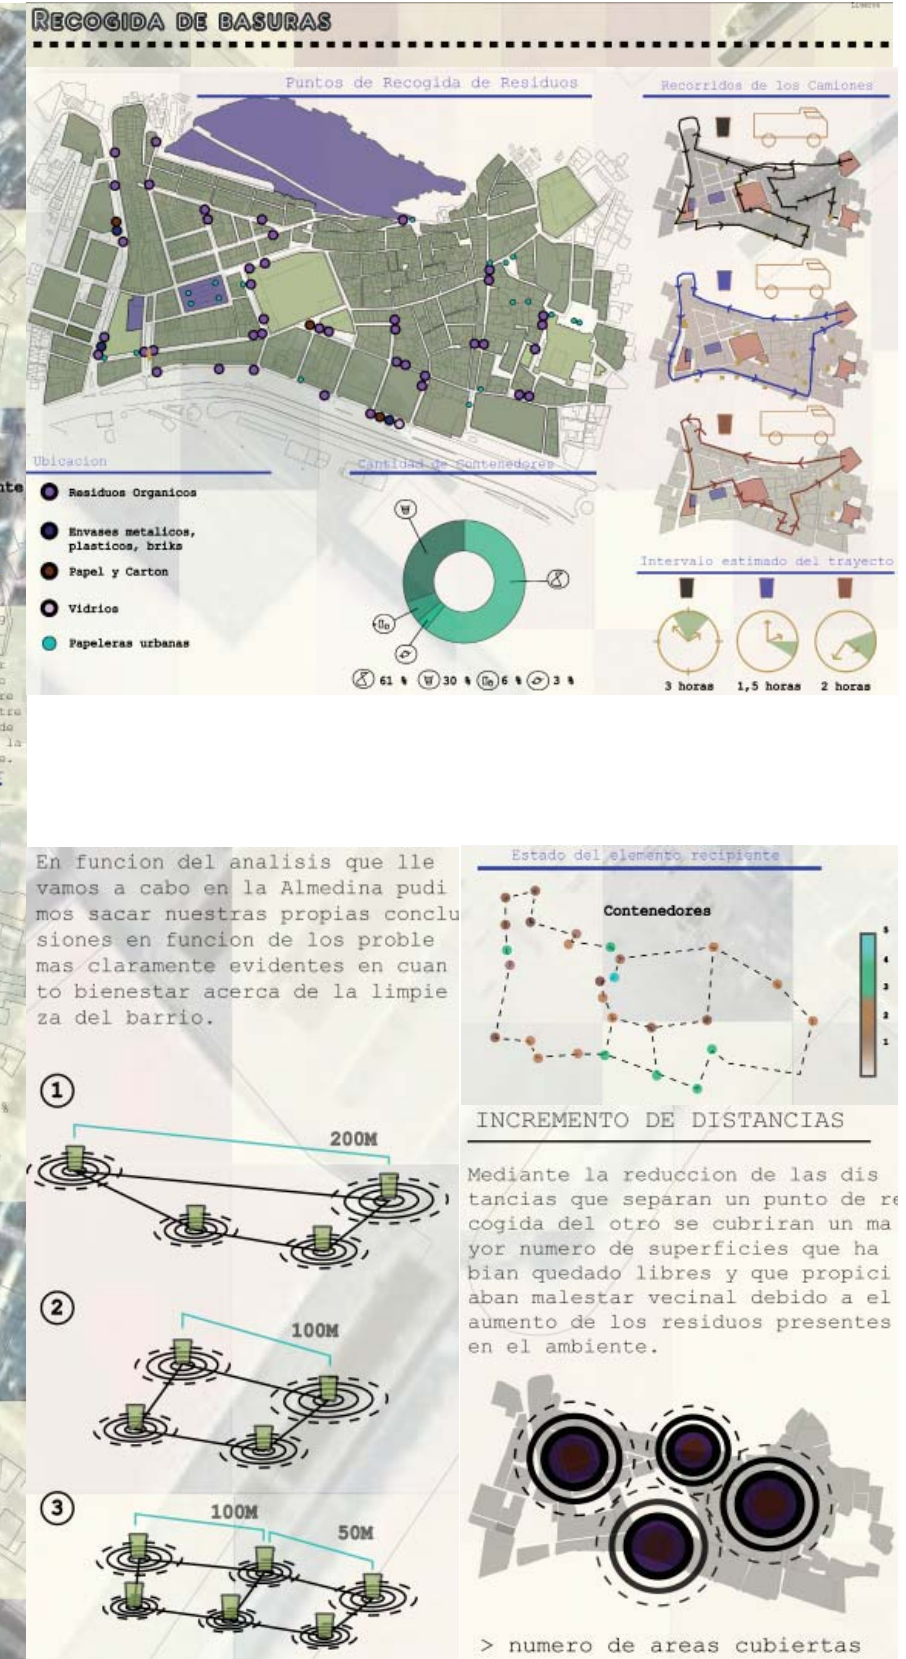 RECOGIDA DE BASURAS
Puntos de Recogida de Residuos
Recorridos de los Camiones
Ubicacion
Residuos Organicos
Envases metalicos,
plasticos, briks
Papel y Carton
Vidrios
Papeleras urbanas
Cantidad de Contenedores
61 % 30 % 6 % 3 %
Intervalo estimado del trayecto
3 horas 1,5 horas 2 horas
nte
la
En funcion del analisis que lle
vamos a cabo en la Almedina pudi
mos sacar nuestras propias conclu
siones en funcion de los proble
mas claramente evidentes en cuan
to bienestar acerca de la limpie
za del barrio.
1
200M
2
100M
3
100M
50M
Estado del elemento recipiente
Contenedores
5
4
3
2
1
INCREMENTO DE DISTANCIAS
Mediante la reduccion de las dis
tancias que separan un punto de re
cogida del otro se cubriran un ma
yor numero de superficies que ha
bian quedado libres y que propici
aban malestar vecinal debido a el
aumento de los residuos presentes
en el ambiente.
> numero de areas cubiertas